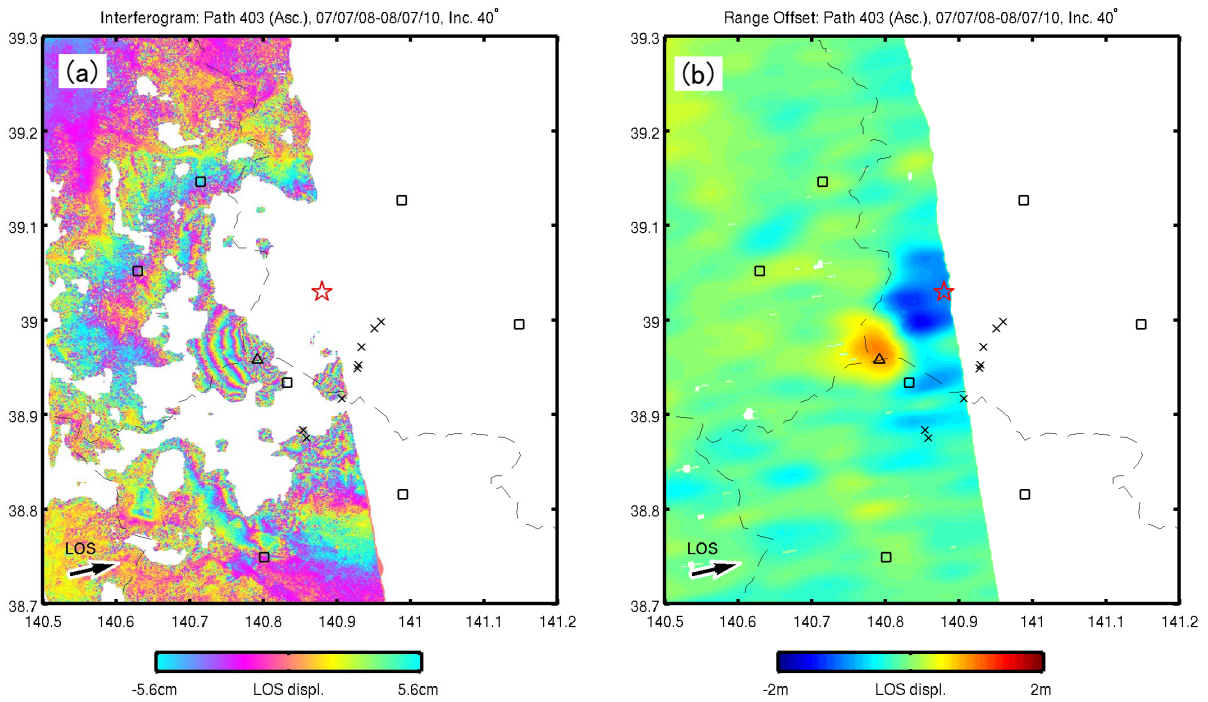 Interferogram: Path 403 (Asc.), 07/07/08-08/07/10, Inc. 40°
(a)
39.3
39.2
39.1
39
38.9
38.8
38.7
140.5 140.6 140.7 140.8 140.9 141 141.1 141.2
LOS
-5.6cm LOS displ. 5.6cm
Range Offset: Path 403 (Asc.), 07/07/08-08/07/10, Inc. 40°
(b)
39.3
39.2
39.1
39
38.9
38.8
38.7
140.5 140.6 140.7 140.8 140.9 141 141.1 141.2
LOS
-2m LOS displ. 2m